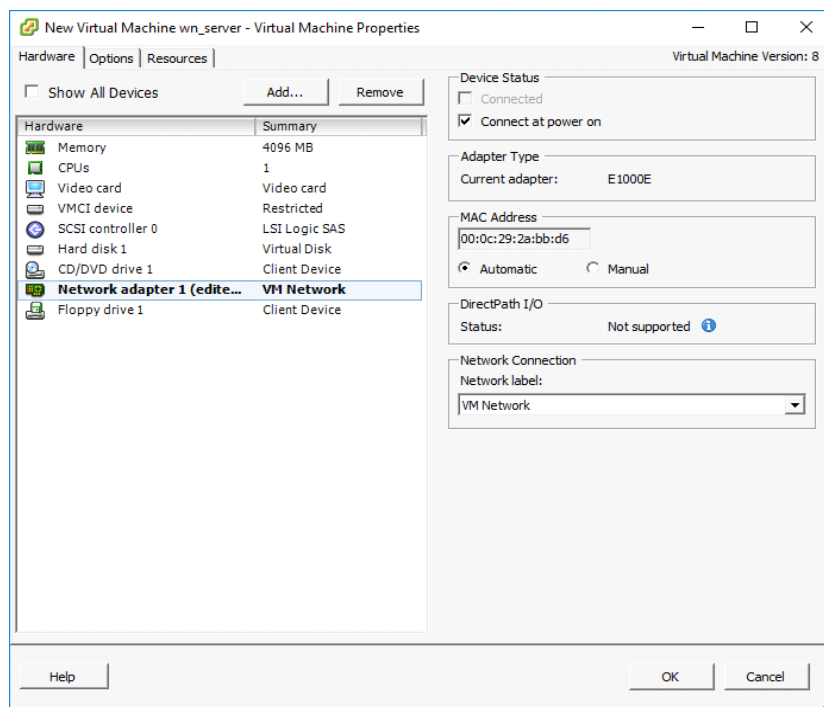 New Virtual Machine wn_server - Virtual Machine Properties
Hardware Options Resources Virtual Machine Version: 8
Show All Devices Add... Remove
Hardware Summary
Memory 4096 MB
CPUs 1
Video card Video card
VMCI device Restricted
SCSI controller 0 LSI Logic SAS
Hard disk 1 Virtual Disk
CD/DVD drive 1 Client Device
Network adapter 1 (edite... VM Network
Floppy drive 1 Client Device
Device Status
Connected
Connect at power on
Adapter Type
Current adapter: E1000E
MAC Address
00:0c:29:2a:bb:d6
Automatic Manual
DirectPath I/O
Status: Not supported
Network Connection
Network label:
VM Network
Help OK Cancel